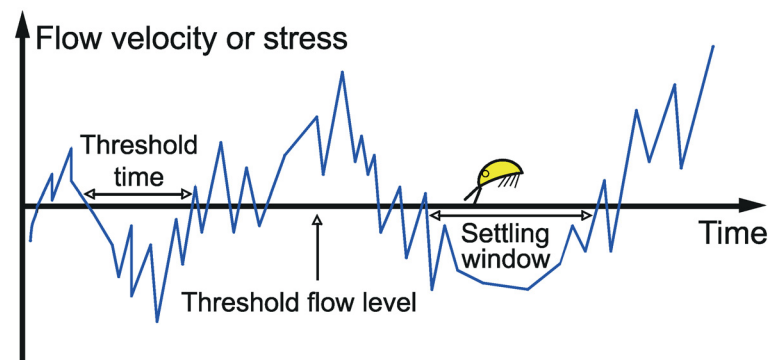 Flow velocity or stress
Threshold
time
Settling
window
Time
Threshold flow level